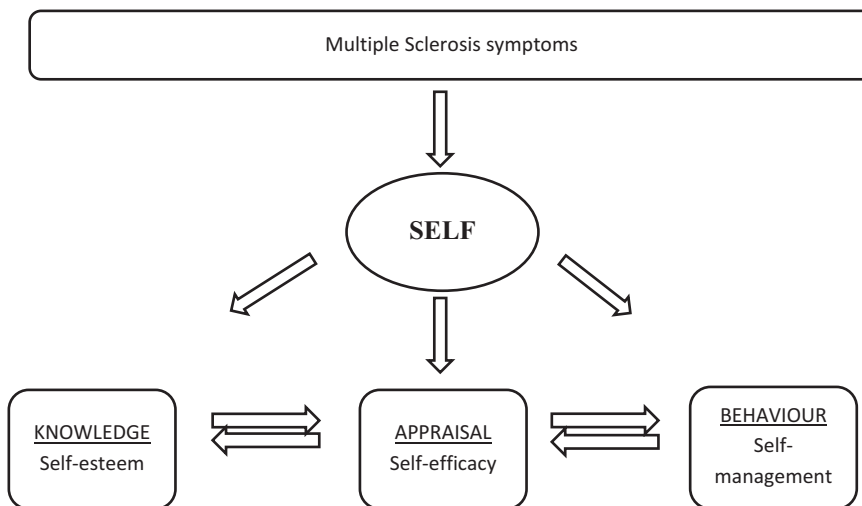 Multiple Sclerosis symptoms
SELF
KNOWLEDGE
Self-esteem
APPRAISAL
Self-efficacy
BEHAVIOUR
Self-
management